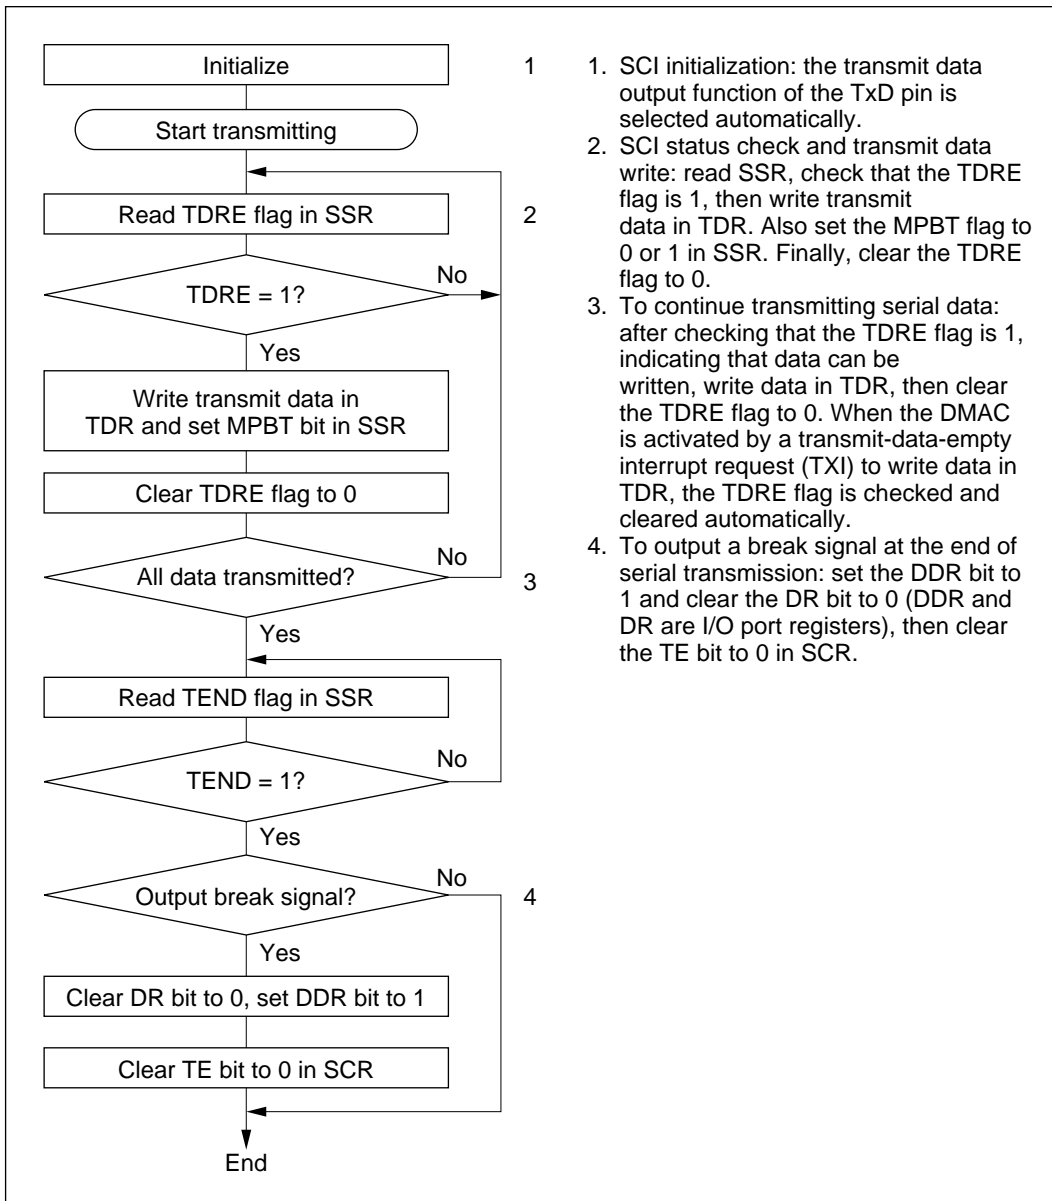 Initialize
1
Start transmitting
Read TDRE flag in SSR
2
TDRE = 1?
No
Yes
Write transmit data in
TDR and set MPBT bit in SSR
Clear TDRE flag to 0
All data transmitted?
No
3
Yes
Read TEND flag in SSR
TEND = 1?
No
Yes
Output break signal?
No
4
Yes
Clear DR bit to 0, set DDR bit to 1
Clear TE bit to 0 in SCR
End
1. SCI initialization: the transmit data
output function of the TxD pin is
selected automatically.
2. SCI status check and transmit data
write: read SSR, check that the TDRE
flag is 1, then write transmit
data in TDR. Also set the MPBT flag to
0 or 1 in SSR. Finally, clear the TDRE
flag to 0.
3. To continue transmitting serial data:
after checking that the TDRE flag is 1,
indicating that data can be
written, write data in TDR, then clear
the TDRE flag to 0. When the DMAC
is activated by a transmit-data-empty
interrupt request (TXI) to write data in
TDR, the TDRE flag is checked and
cleared automatically.
4. To output a break signal at the end of
serial transmission: set the DDR bit to
1 and clear the DR bit to 0 (DDR and
DR are I/O port registers), then clear
the TE bit to 0 in SCR.